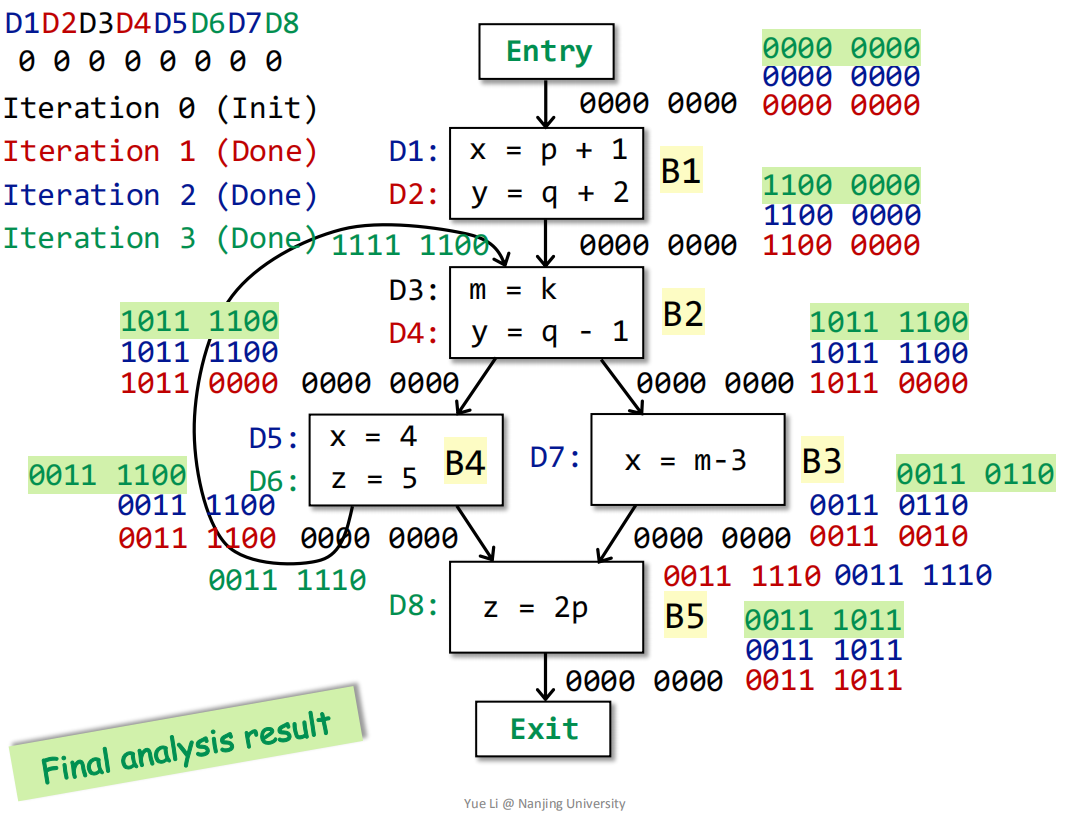 D1D2D3D4D5D6D7D8
0 0 0 0 0 0 0 0
Iteration 0 (Init)
Iteration 1 (Done)
Iteration 2 (Done)
Iteration 3 (Done)
Entry
0000 0000
0000 0000
0000 0000
0000 0000
D1: x = p + 1
D2: y = q + 2
B1
1100 0000
1100 0000
1100 0000
0000 0000
1111 1100
D3: m = k
D4: y = q - 1
B2
1011 1100
1011 1100
1011 0000 0000 0000
1011 1100
1011 1100
0000 0000 1011 0000
D5: x = 4
D6: z = 5
B4
D7: x = m-3
B3
0011 1100
0011 1100
0011 1100 0000 0000
0011 0110
0011 0110
0000 0000 0011 0010
0011 1110
0011 1110 0011 1110
D8: z = 2p
B5
0011 1011
0011 1011
0000 0000 0011 1011
Exit
Final analysis result
Yue Li @ Nanjing University